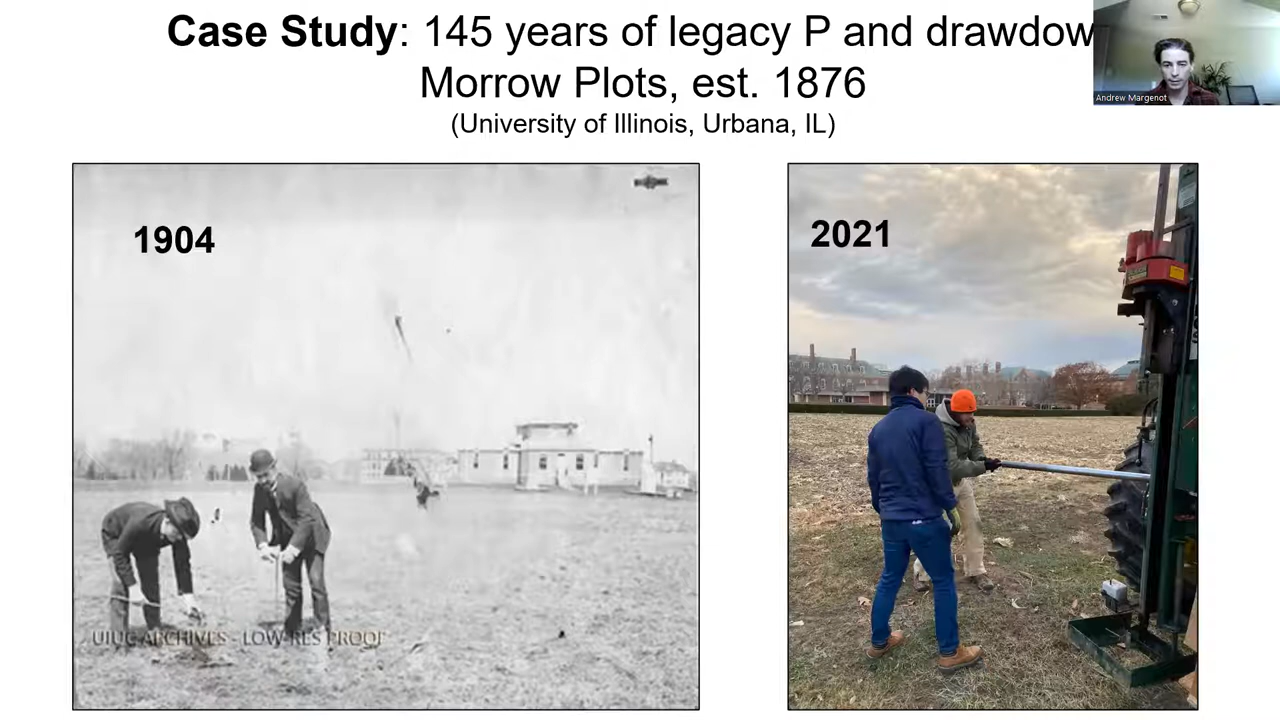 Case Study: 145 years of legacy P and drawdow
Morrow Plots, est. 1876
(University of Illinois, Urbana, IL)
Andrew Margenot
1904
2021
UIUC ARCHIVES - LOW RES PROOF